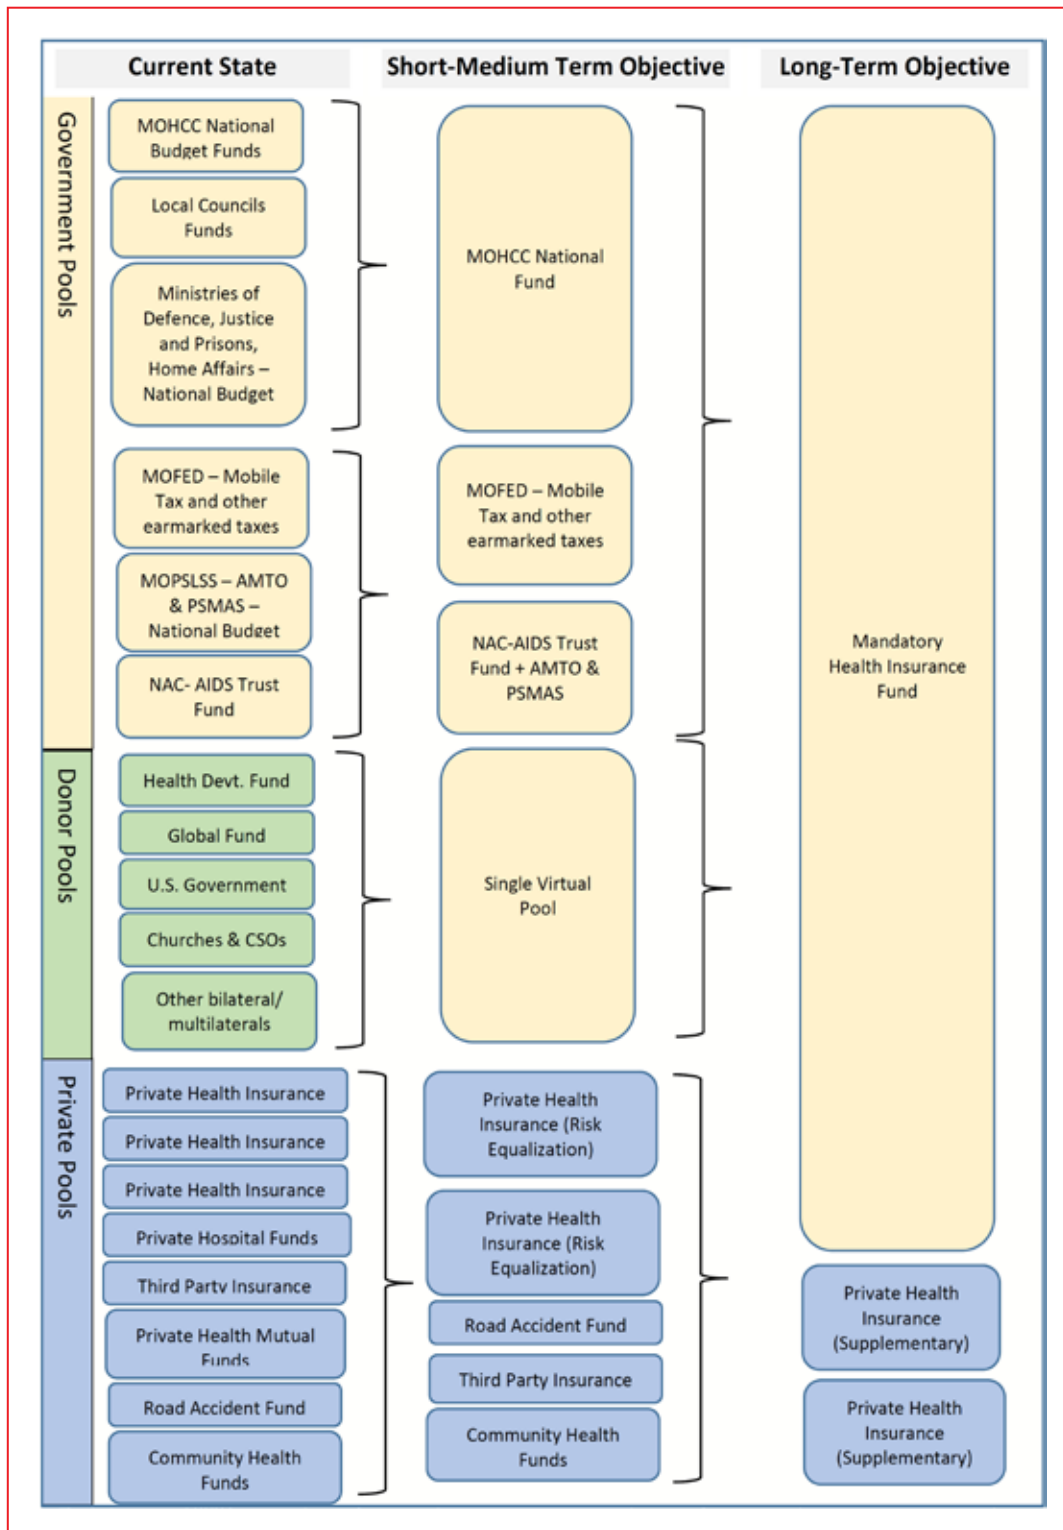 Current State
Short-Medium Term Objective
Long-Term Objective
Government Pools
MOHCC National
Budget Funds
Local Councils
Funds
Ministries of
Defence, Justice
and Prisons,
Home Affairs –
National Budget
MOFED – Mobile
Tax and other
earmarked taxes
MOPSLSS – AMTO
& PSMAS –
National Budget
NAC- AIDS Trust
Fund
MOHCC National
Fund
MOFED – Mobile
Tax and other
earmarked taxes
NAC-AIDS Trust
Fund + AMTO &
PSMAS
Mandatory
Health Insurance
Fund
Donor Pools
Health Devt. Fund
Global Fund
U.S. Government
Churches & CSOs
Other bilateral/
multilaterals
Single Virtual
Pool
Private Pools
Private Health Insurance
Private Health Insurance
Private Health Insurance
Private Hospital Funds
Third Party Insurance
Private Health Mutual
Funds
Road Accident Fund
Community Health
Funds
Private Health
Insurance (Risk
Equalization)
Private Health
Insurance (Risk
Equalization)
Road Accident Fund
Third Party Insurance
Community Health
Funds
Private Health
Insurance
(Supplementary)
Private Health
Insurance
(Supplementary)